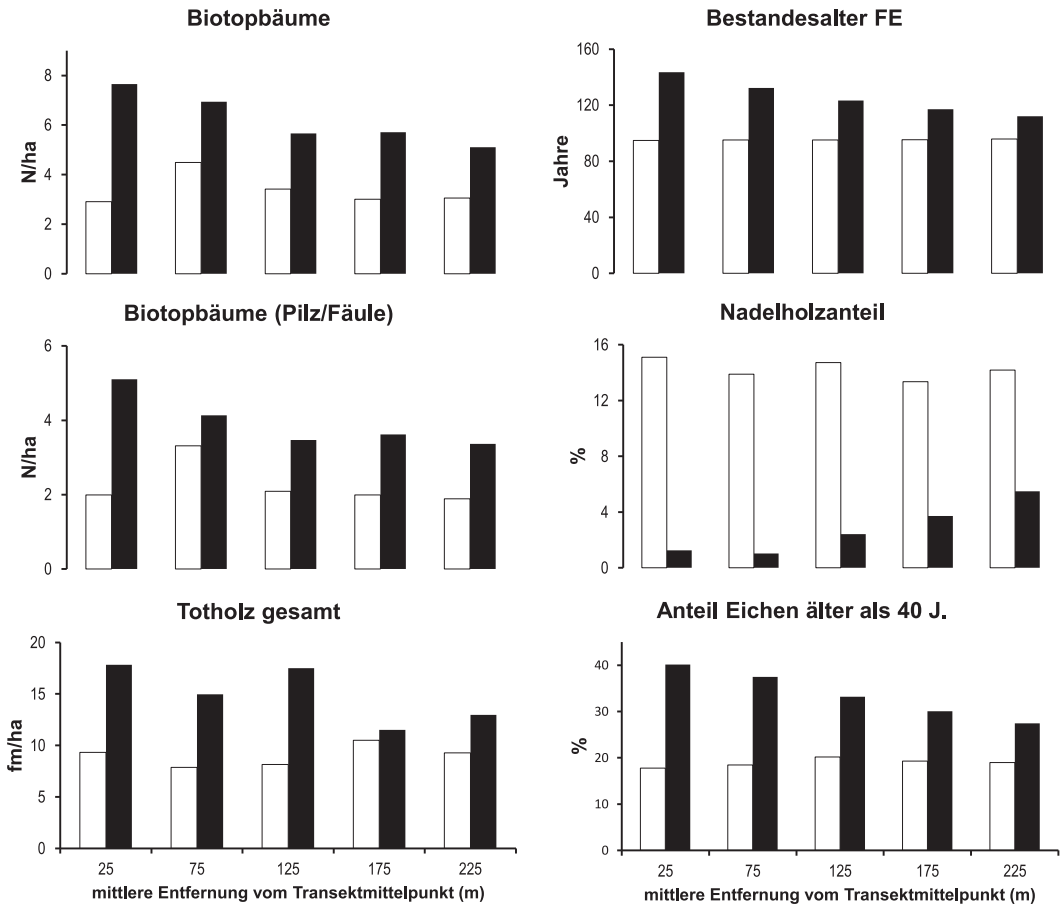 Biotopbäume
N/ha
8
6
4
2
0
Bestandesalter FE
Jahre
160
120
80
40
0
Biotopbäume (Pilz/Fäule)
N/ha
6
4
2
0
Nadelholzanteil
%
16
12
8
4
0
Totholz gesamt
fm/ha
20
15
10
5
0
25 75 125 175 225
mittlere Entfernung vom Transektmittelpunkt (m)
Anteil Eichen älter als 40 J.
%
40
30
20
10
0
25 75 125 175 225
mittlere Entfernung vom Transektmittelpunkt (m)